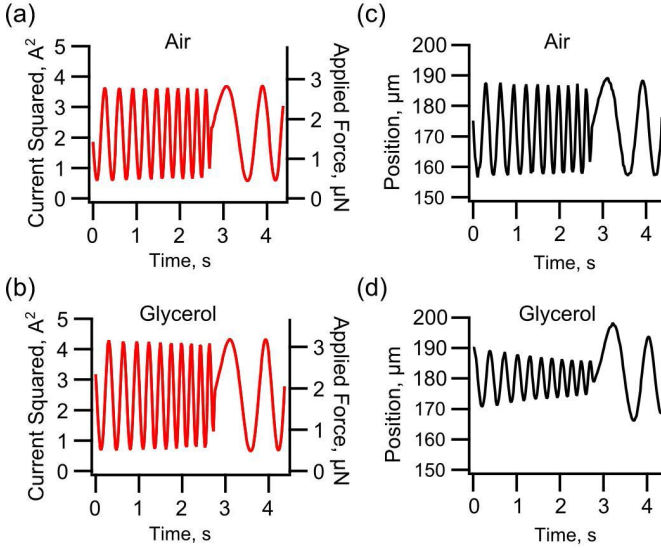 (a)
Air
Current Squared, A²
5
4
3
2
1
0
Applied Force, µN
3
2
1
0
0 1 2 3 4
Time, s
(c)
Air
Position, µm
200
190
180
170
160
150
0 1 2 3 4
Time, s
(b)
Glycerol
Current Squared, A²
5
4
3
2
1
0
Applied Force, µN
3
2
1
0
0 1 2 3 4
Time, s
(d)
Glycerol
Position, µm
200
190
180
170
160
150
0 1 2 3 4
Time, s